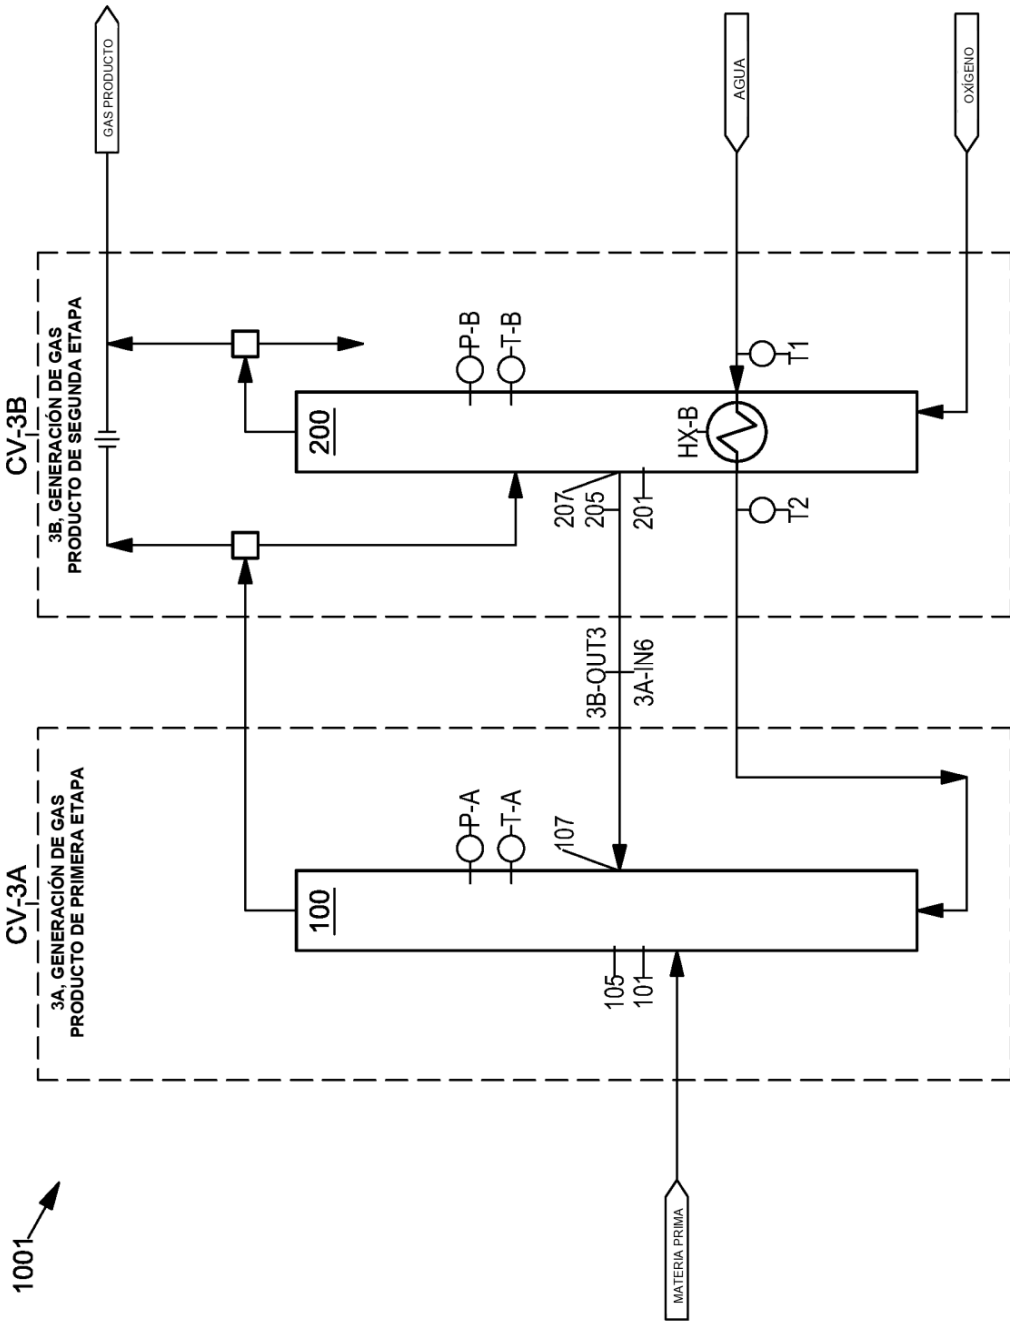 1001
CV-3A
3A, GENERACIÓN DE GAS
PRODUCTO DE PRIMERA ETAPA
CV-3B
3B, GENERACIÓN DE GAS
PRODUCTO DE SEGUNDA ETAPA
GAS PRODUCTO
AGUA
OXÍGENO
MATERIA PRIMA
100
P-A
T-A
107
105
101
3B-OUT3
3A-IN6
200
P-B
T-B
207
205
201
HX-B
T1
T2